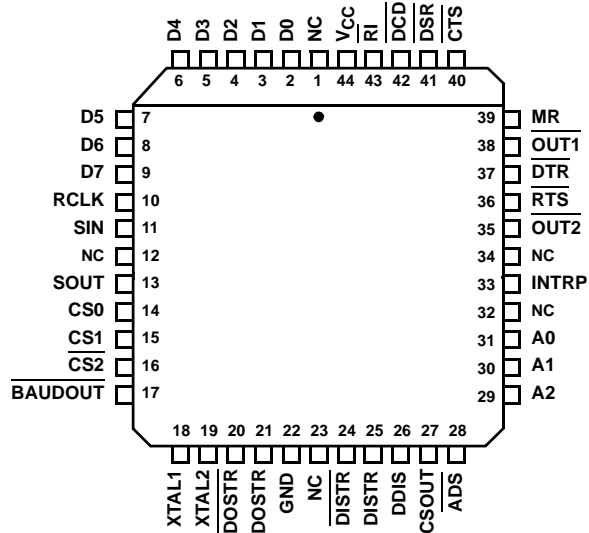 D4 D3 D2 D1 D0 NC VCC RI DCD DSR CTS
6 5 4 3 2 1 44 43 42 41 40
D5 7 39 MR
D6 8 38 OUT1
D7 9 37 DTR
RCLK 10 36 RTS
SIN 11 35 OUT2
NC 12 34 NC
SOUT 13 33 INTRP
CS0 14 32 NC
CS1 15 31 A0
CS2 16 30 A1
BAUDOUT 17 29 A2
18 19 20 21 22 23 24 25 26 27 28
XTAL1 XTAL2 DOSTR DOSTR GND NC DISTR DISTR DDIS CSOUT ADS